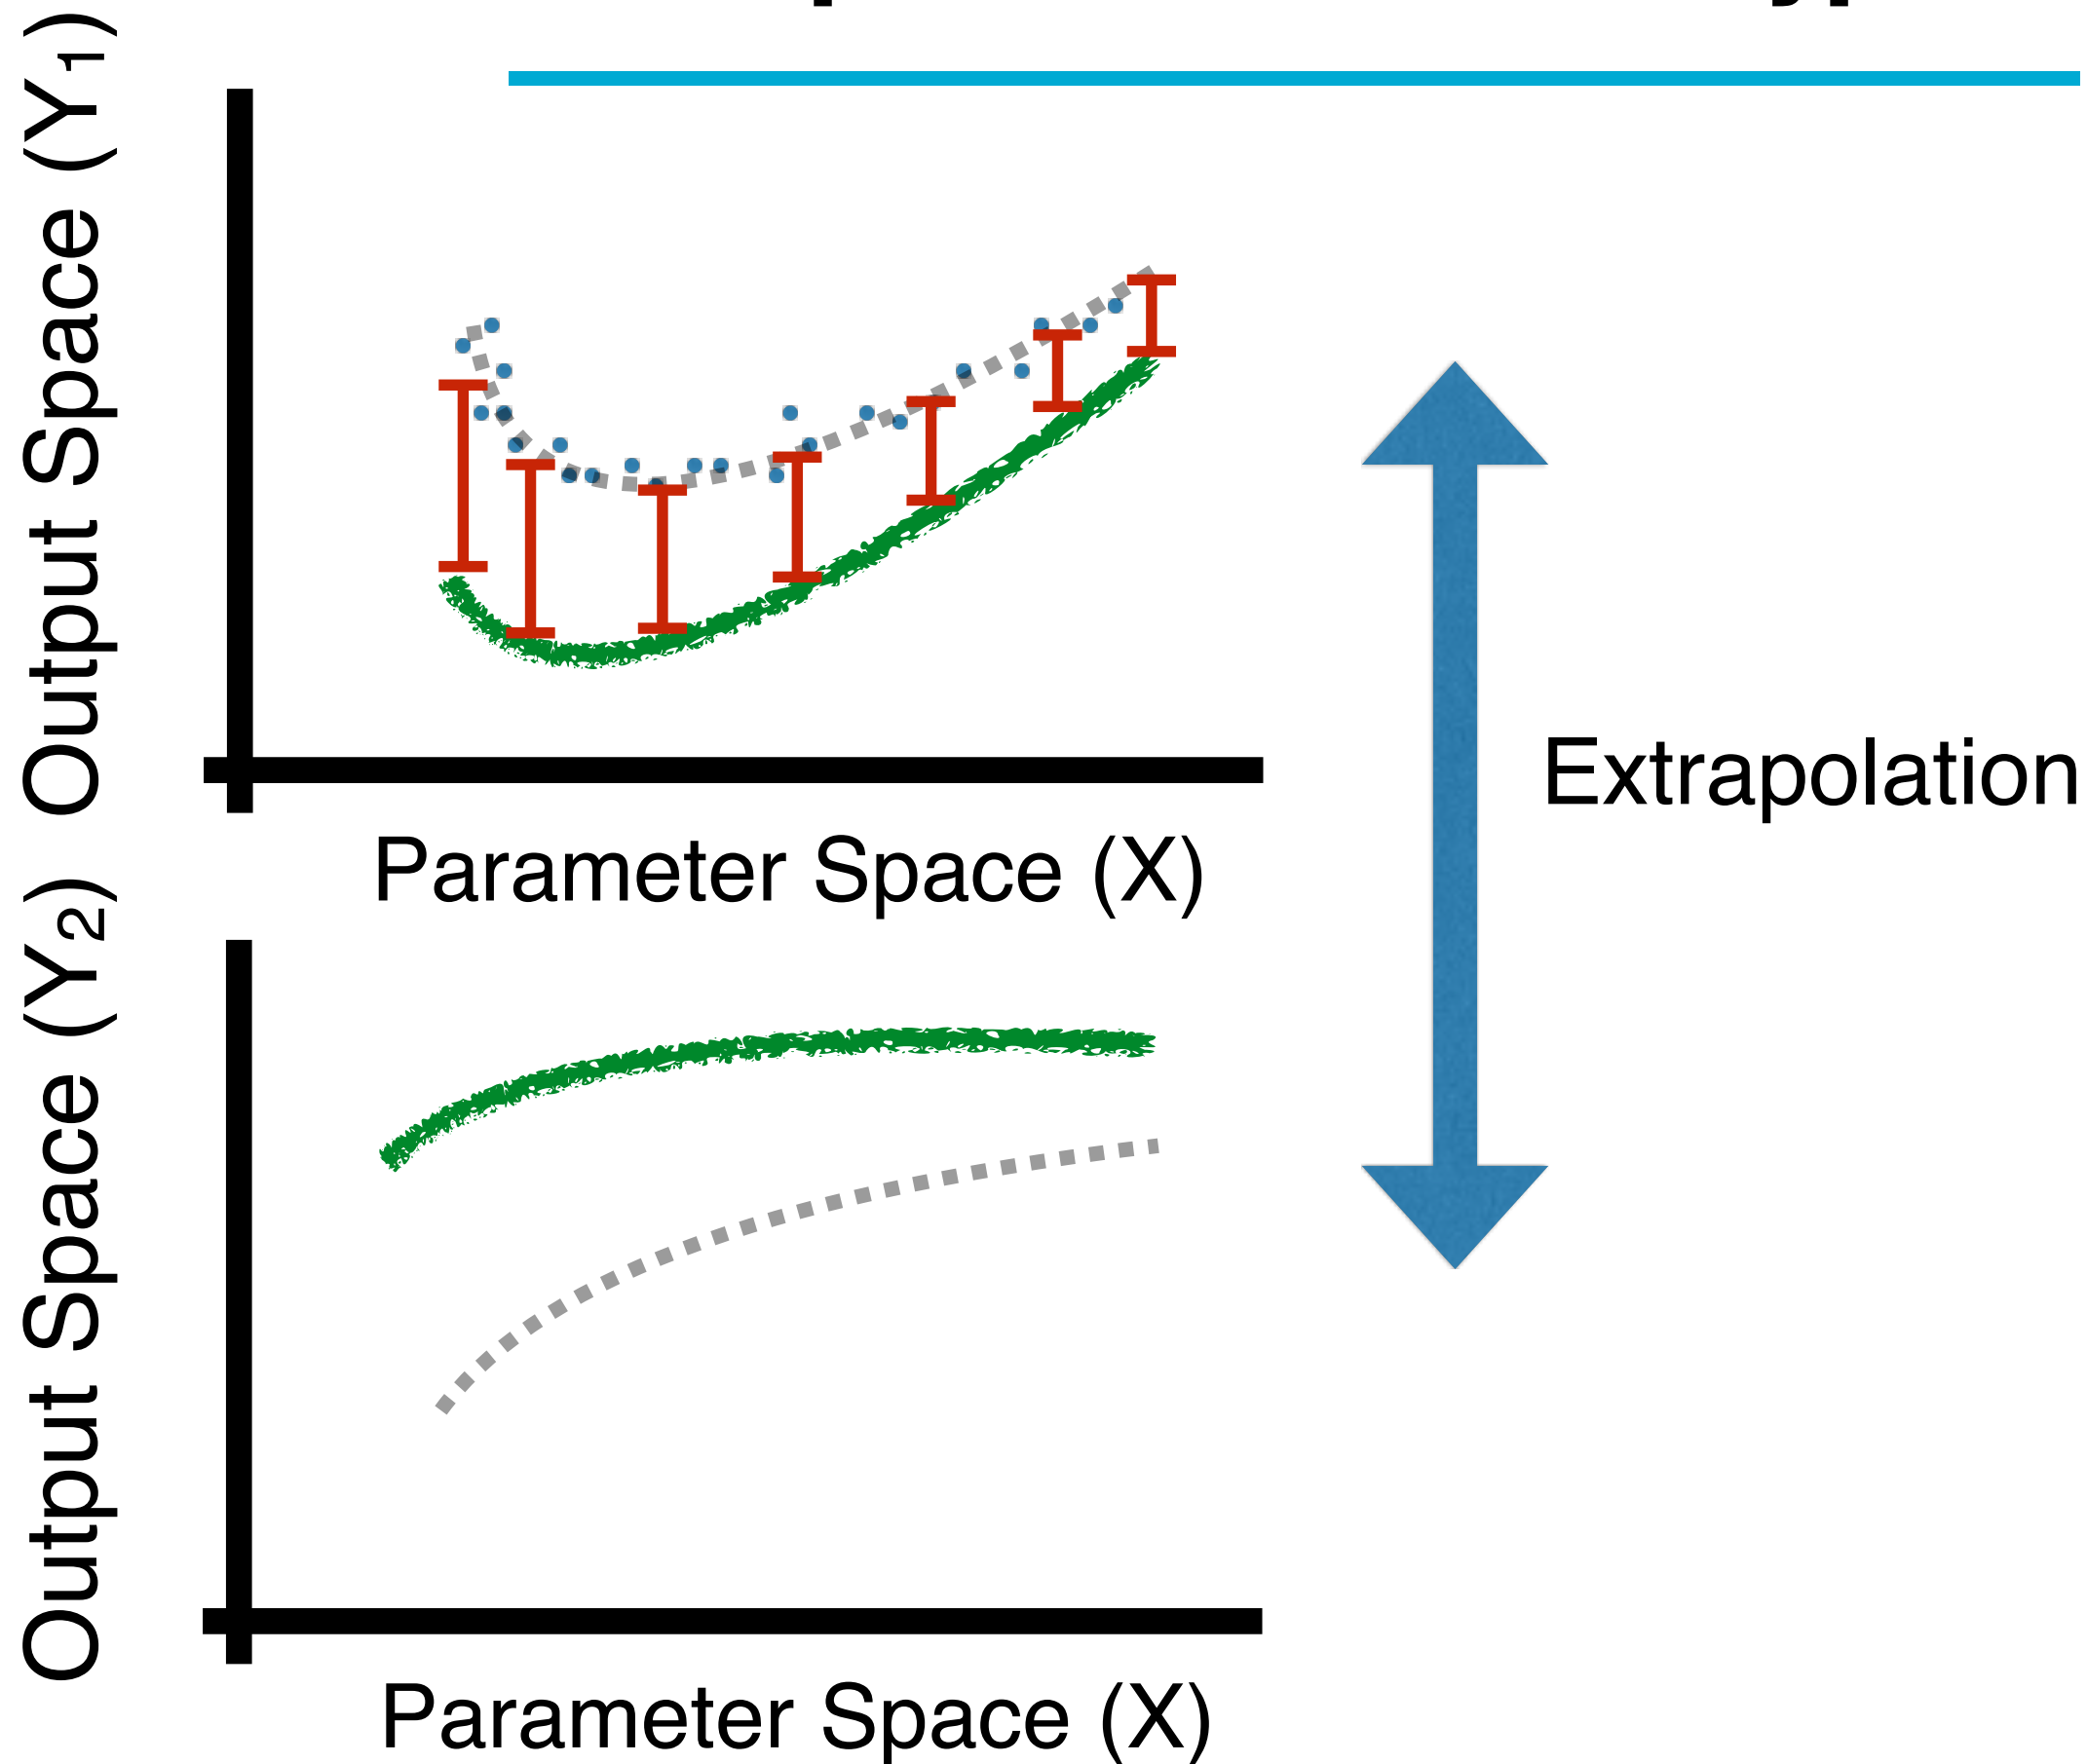 Output Space (Y₁)
Parameter Space (X)
Extrapolation
Output Space (Y₂)
Parameter Space (X)